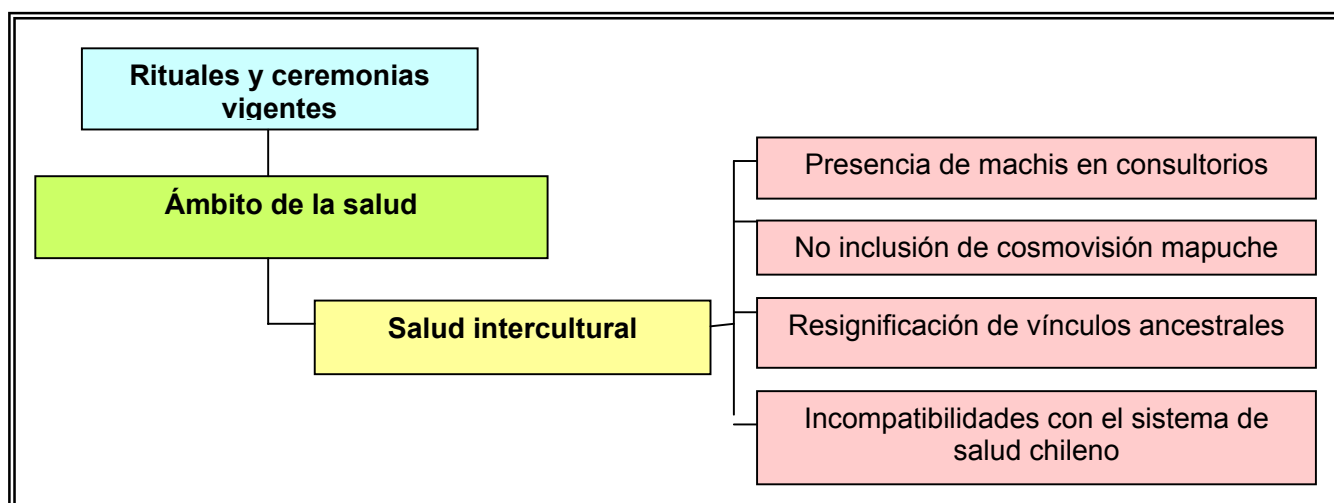 Rituales y ceremonias
vigentes
Ámbito de la salud
Salud intercultural
Presencia de machis en consultorios
No inclusión de cosmovisión mapuche
Resignificación de vínculos ancestrales
Incompatibilidades con el sistema de
salud chileno